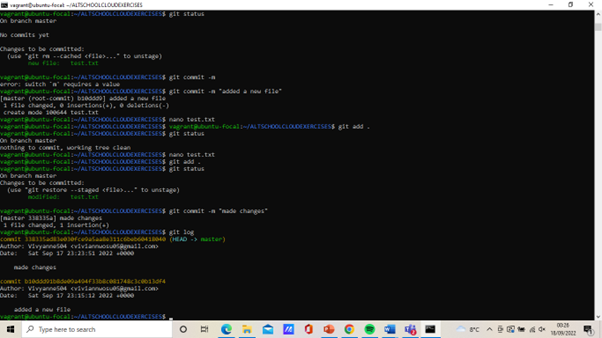 vagrant@ubuntu-focal: ~/ALTSCHOOLCLOUDEXERCISES
vagrant@ubuntu-focal:~/ALTSCHOOLCLOUDEXERCISES$ git status
On branch master
No commits yet
Changes to be committed:
(use "git rm --cached <file>..." to unstage)
new file: test.txt
vagrant@ubuntu-focal:~/ALTSCHOOLCLOUDEXERCISES$ git commit -m
error: switch `m' requires a value
vagrant@ubuntu-focal:~/ALTSCHOOLCLOUDEXERCISES$ git commit -m "added a new file"
[master (root-commit) b10ddd9] added a new file
1 file changed, 0 insertions(+), 0 deletions(-)
create mode 100644 test.txt
vagrant@ubuntu-focal:~/ALTSCHOOLCLOUDEXERCISES$ nano test.txt
vagrant@ubuntu-focal:~/ALTSCHOOLCLOUDEXERCISES$ vagrant@ubuntu-focal:~/ALTSCHOOLCLOUDEXERCISES$ git add .
vagrant@ubuntu-focal:~/ALTSCHOOLCLOUDEXERCISES$ git status
On branch master
nothing to commit, working tree clean
vagrant@ubuntu-focal:~/ALTSCHOOLCLOUDEXERCISES$ nano test.txt
vagrant@ubuntu-focal:~/ALTSCHOOLCLOUDEXERCISES$ git add .
vagrant@ubuntu-focal:~/ALTSCHOOLCLOUDEXERCISES$ git status
On branch master
Changes to be committed:
(use "git restore --staged <file>..." to unstage)
modified: test.txt
vagrant@ubuntu-focal:~/ALTSCHOOLCLOUDEXERCISES$ git commit -m "made changes"
[master 338335a] made changes
1 file changed, 1 insertion(+)
vagrant@ubuntu-focal:~/ALTSCHOOLCLOUDEXERCISES$ git log
commit 338335ad83e030fce9a5aa8e311c6beb60418040 (HEAD -> master)
Author: Vivyanne504 <viviannwosu05@gmail.com>
Date: Sat Sep 17 23:23:51 2022 +0000
made changes
commit b10ddd91b8de09a494f33b8c081748c3c0b13df4
Author: Vivyanne504 <viviannwosu05@gmail.com>
Date: Sat Sep 17 23:15:12 2022 +0000
added a new file
vagrant@ubuntu-focal:~/ALTSCHOOLCLOUDEXERCISES$
Type here to search
8°C
00:26
18/09/2022